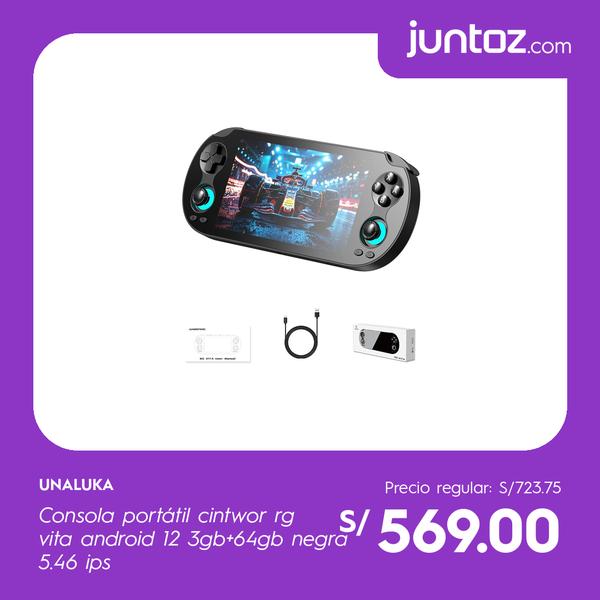 juntoz.com
UNALUKA
Consola portátil cintwor rg
vita android 12 3gb+64gb negra
5.46 ips
Precio regular: S/723.75
S/ 569.00